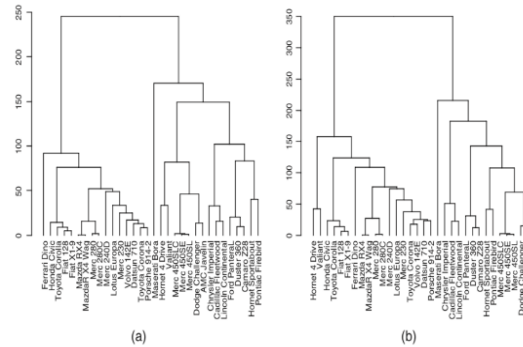 250
200
150
100
50
0
Ferrari Dino
Honda Civic
Toyota Corolla
Fiat 128
Fiat X1-9
Mazda RX4
MazdaR X4 Wag
Merc 280
Merc 280C
Merc 240D
Lotus Europa
Merc 230
Volvo 142E
Datsun 710
Toyota Corona
Porsche 914-2
Maserati Bora
Hornet 4 Drive
Valiant
Merc 450SLC
Merc 450SE
Merc 450SL
Dodge Challenger
AMC Javelin
Chrysler Imperial
Cadillac Fleetwood
Lincoln Continental
Ford PanteraL
Duster 360
Camaro Z28
Hornet Sportabout
Pontiac Firebird
(a)
350
300
250
200
150
100
50
0
Hornet 4 Drive
Valiant
Honda Civic
Toyota Corolla
Fiat 128
Fiat X1-9
Ferrari Dino
Mazda RX4
MazdaR X4 Wag
Merc 280
Merc 280C
Merc 240D
Lotus Europa
Merc 230
Toyota Corona
Volvo 142E
Datsun 710
Porsche 914-2
Maserati Bora
Chrysler Imperial
Cadillac Fleetwood
Lincoln Continental
Ford PanteraL
Duster 360
Camaro Z28
Hornet Sportabout
Pontiac Firebird
Merc 450SLC
Merc 450SE
Merc 450SL
(b)